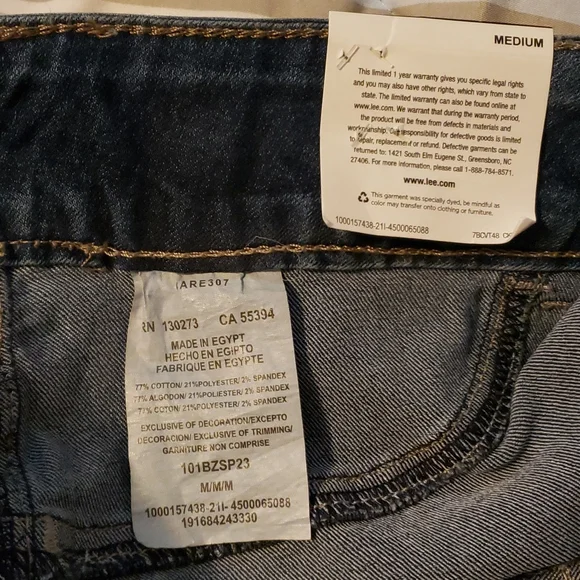 MEDIUM
This limited 1 year warranty gives you specific legal rights
and you may also have other rights, which vary from state to
state. The limited warranty can also be found online at
www.lee.com. We warrant that during the warranty period,
the product will be free from defects in materials and
workmanship. Our responsibility for defective goods is limited
to repair, replacement or refund. Defective garments can be
returned to: 1421 South Elm Eugene St., Greensboro, NC
27406. For more information, please call 1-888-784-8571.
www.lee.com
This garment was specially dyed, be mindful as
color may transfer onto clothing or furniture.
1000157438-21I-4500065088
ARE307
RN 130273 CA 55394
MADE IN EGYPT
HECHO EN EGIPTO
FABRIQUE EN EGYPTE
77% COTTON/ 21%POLYESTER/ 2% SPANDEX
77% ALGODON/ 21%POLIESTER/ 2% SPANDEX
77% COTON/ 21%POLYESTER/ 2% SPANDEX
EXCLUSIVE OF DECORATION/EXCEPTO
DECORACION/ EXCLUSIVE OF TRIMMING/
GARNITURE NON COMPRISE
101BZSP23
M/M/M
1000157438-21I- 4500065088
191684243330